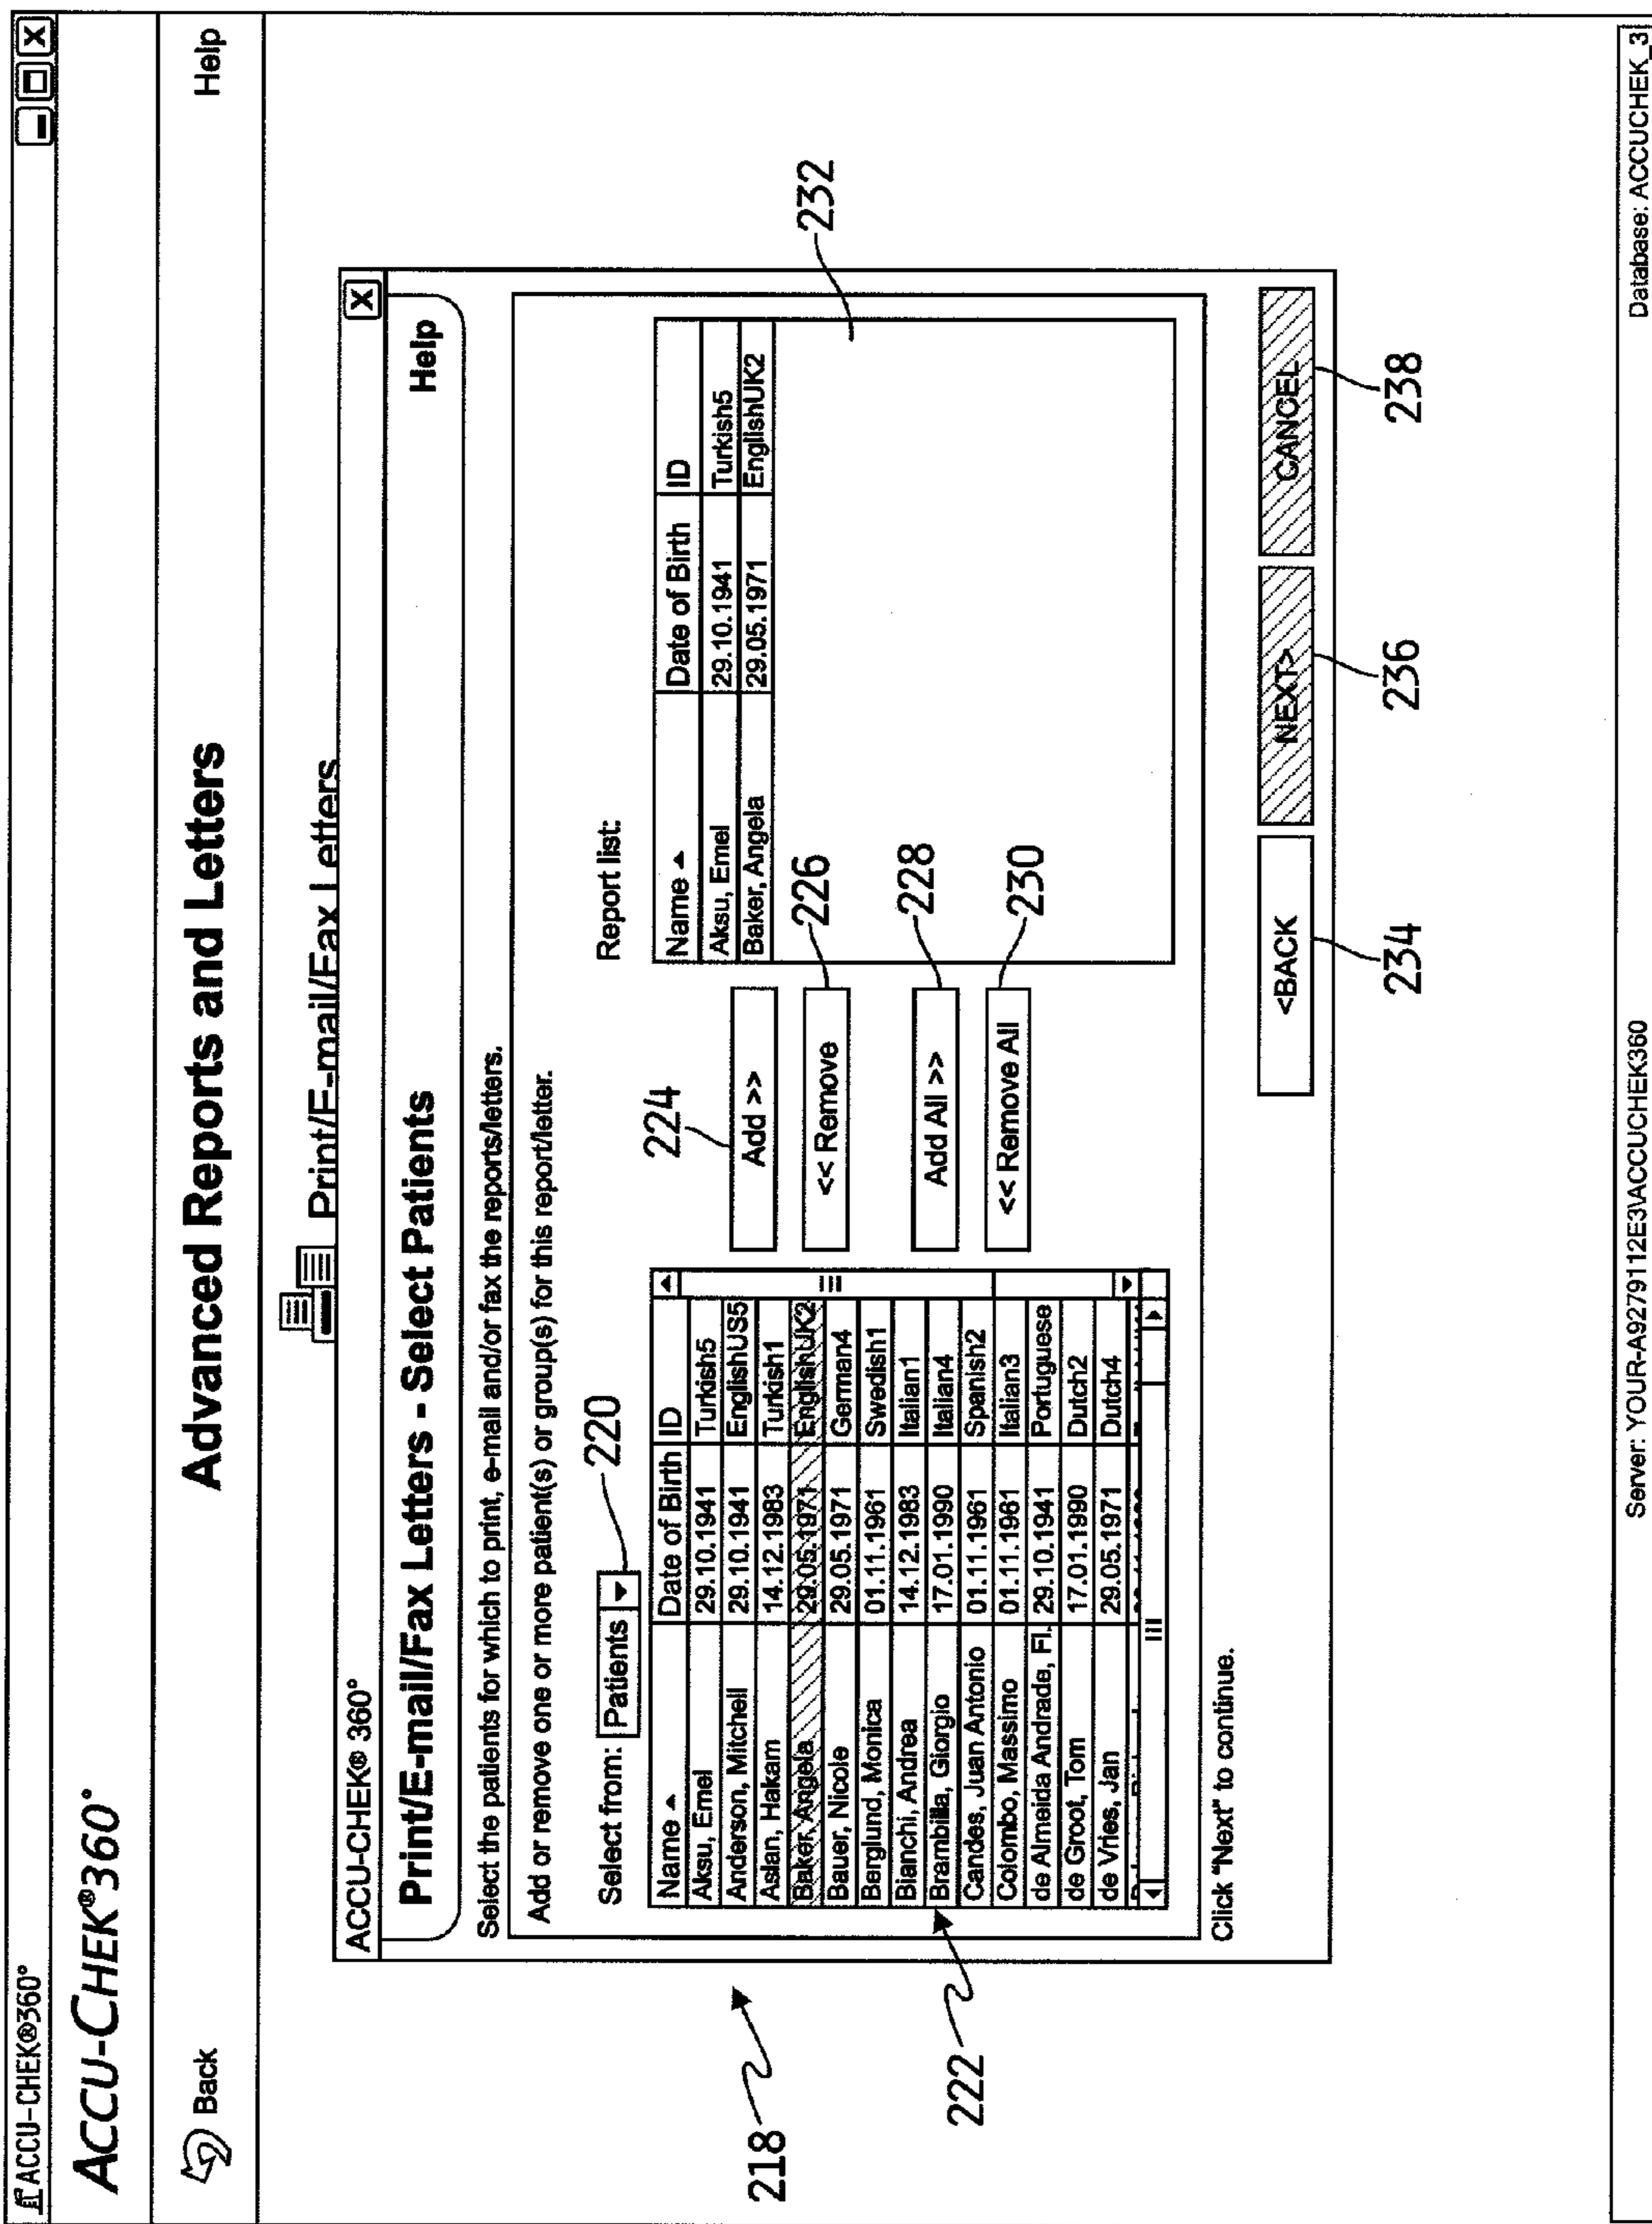 ACCU-CHEK®360°
ACCU-CHEK®360°
Back
Advanced Reports and Letters
Help
Print/E-mail/Fax Letters
ACCU-CHEK® 360°
Print/E-mail/Fax Letters - Select Patients
Help
Select the patients for which to print, e-mail and/or fax the reports/letters.
Add or remove one or more patient(s) or group(s) for this report/letter.
Select from: Patients
220
Name Date of Birth ID
Aksu, Emel 29.10.1941 Turkish5
Anderson, Mitchell 29.10.1941 EnglishUS5
Aslan, Hakam 14.12.1983 Turkish1
Baker, Angela 29.05.1971 EnglishUK2
Bauer, Nicole 29.05.1971 German4
Berglund, Monica 01.11.1961 Swedish1
Bianchi, Andrea 14.12.1983 Italian1
Brambilla, Giorgio 17.01.1990 Italian4
Candes, Juan Antonio 01.11.1961 Spanish2
Colombo, Massimo 01.11.1961 Italian3
de Almeida Andrade, Fl. 29.10.1941 Portuguese
de Groot, Tom 17.01.1990 Dutch2
de Vries, Jan 29.05.1971 Dutch4
218
222
224
Add >>
<< Remove
226
Add All >>
228
<< Remove All
230
Report list:
Name Date of Birth ID
Aksu, Emel 29.10.1941 Turkish5
Baker, Angela 29.05.1971 EnglishUK2
232
Click "Next" to continue.
<BACK
NEXT>
CANCEL
234
236
238
Server: YOUR-A9279112E3\ACCUCHEK360
Database: ACCUCHEK_3